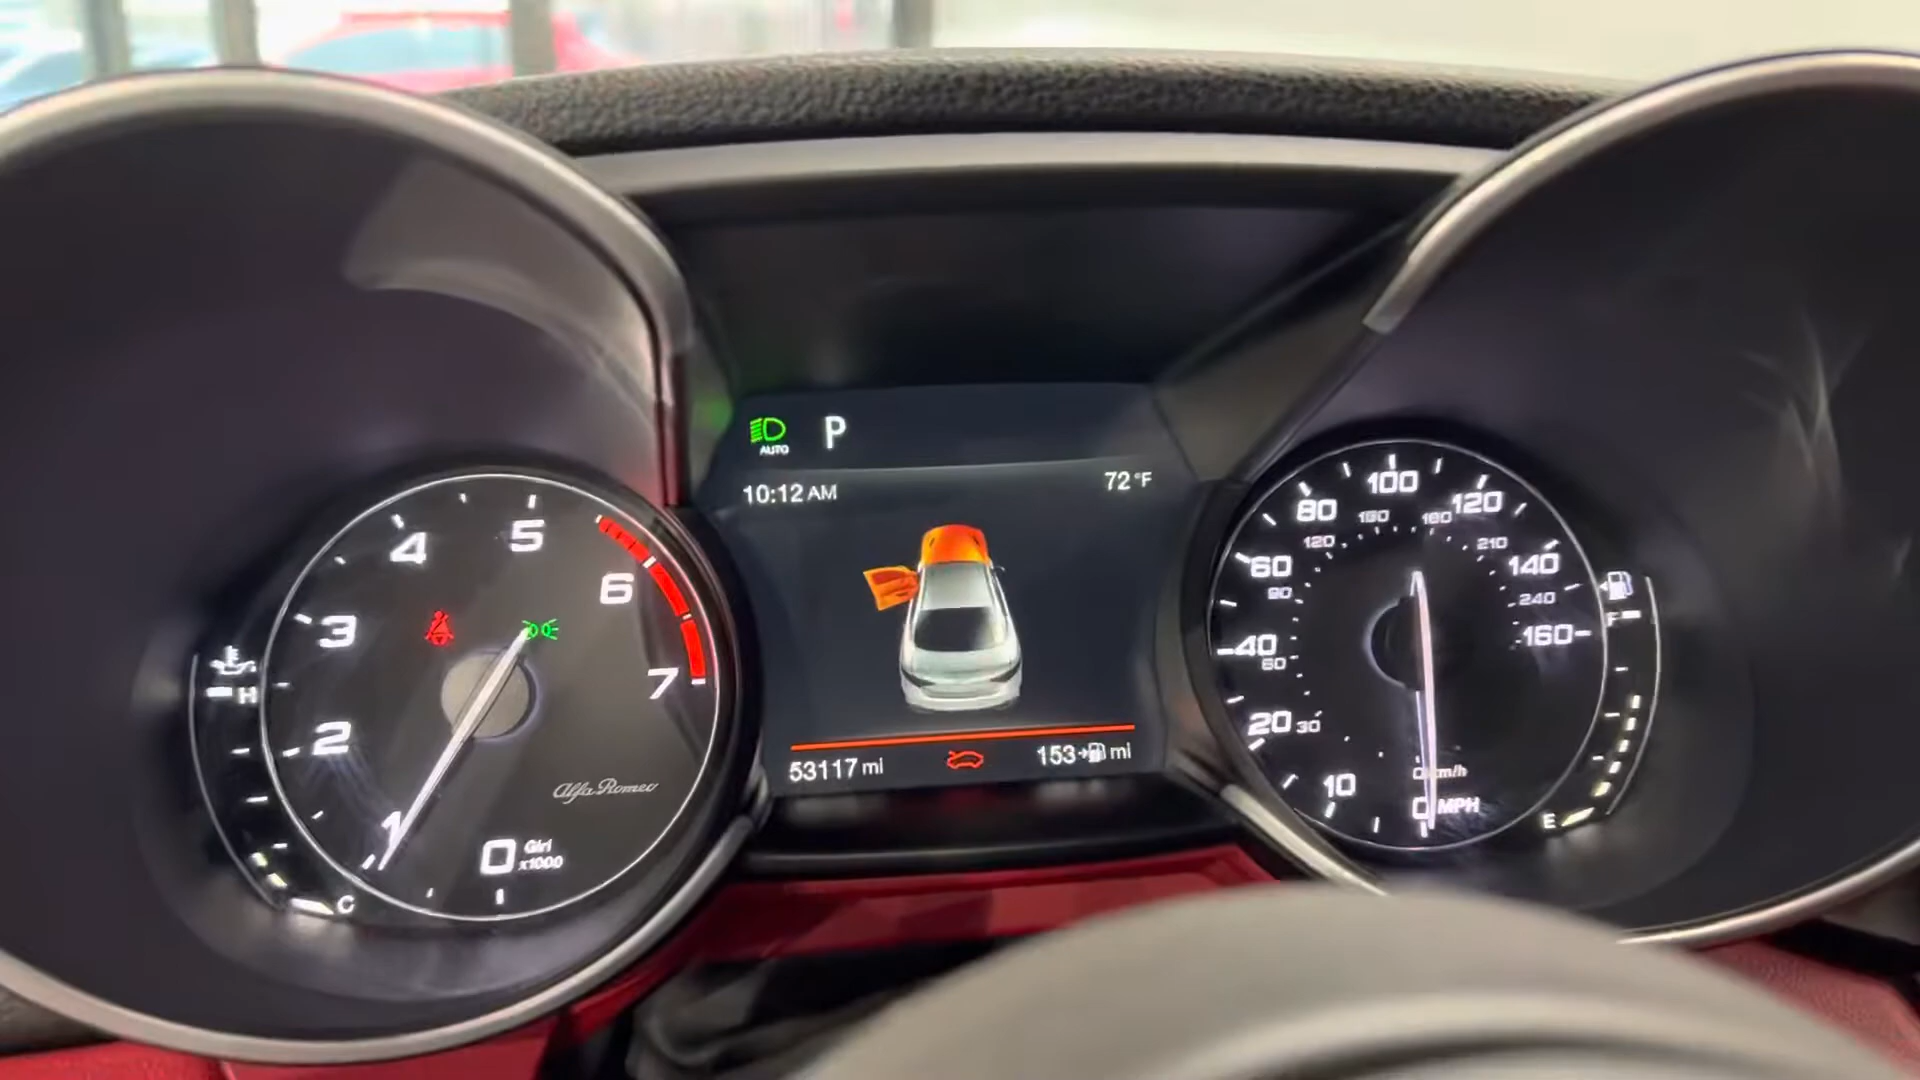 AUTO P
10:12 AM
72 °F
53117 mi
153 mi
1
2
3
4
5
6
7
0 Giri
x1000
Alfa Romeo
H
C
0 MPH
10
20
40
60
80
100
120
140
160
0 km/h
30
60
90
120
210
240
F
E